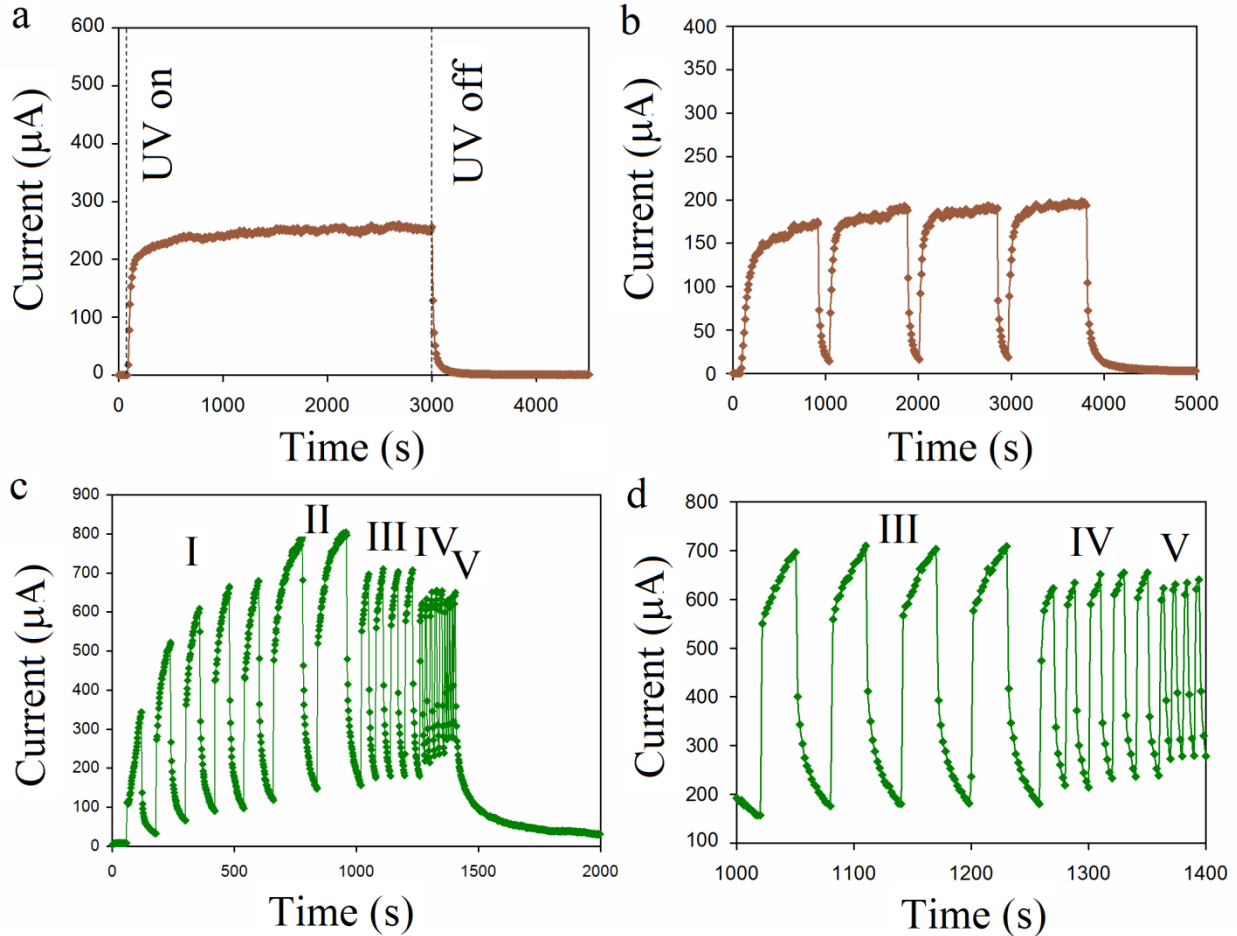 a
600
500
400
300
200
100
0
Current (µA)
UV on
UV off
0 1000 2000 3000 4000
Time (s)
b
400
350
300
250
200
150
100
50
0
Current (µA)
0 1000 2000 3000 4000 5000
Time (s)
c
900
800
700
600
500
400
300
200
100
0
Current (µA)
I
II
III
IV
V
0 500 1000 1500 2000
Time (s)
d
800
700
600
500
400
300
200
100
Current (µA)
III
IV
V
1000 1100 1200 1300 1400
Time (s)